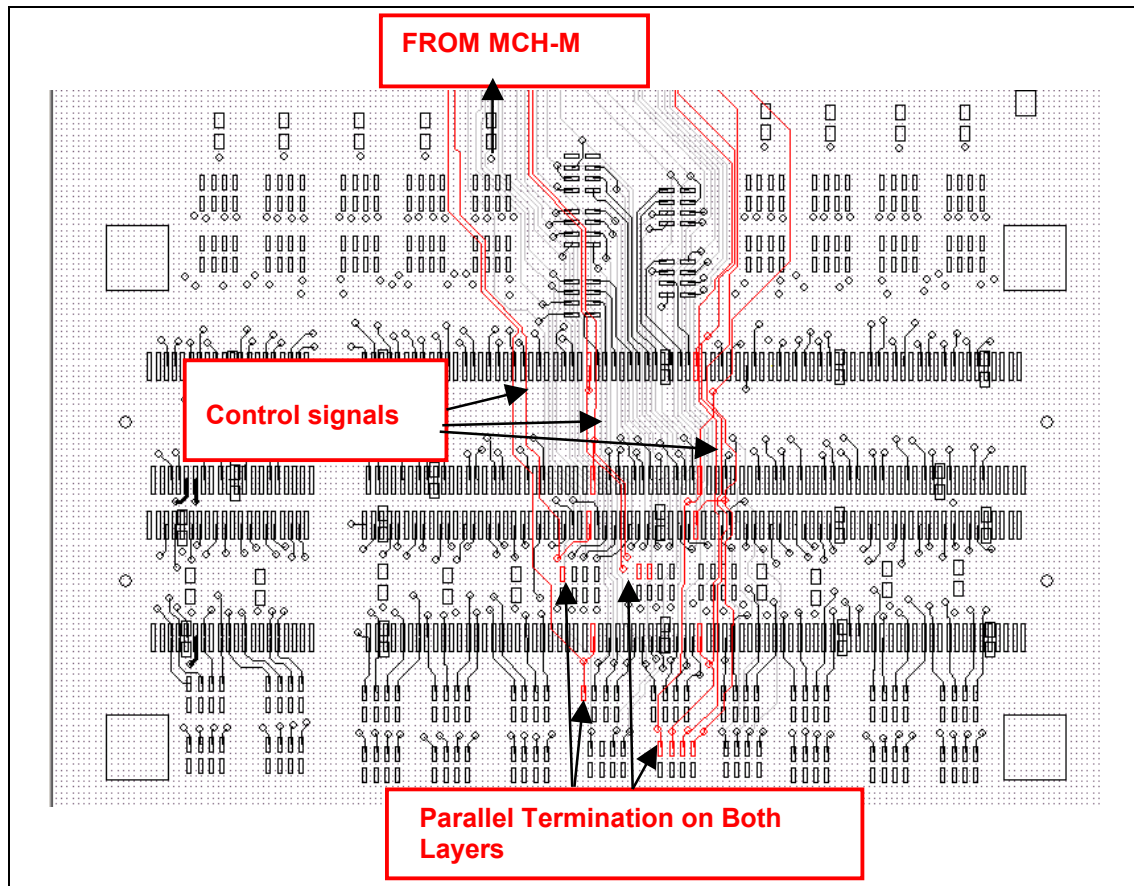 FROM MCH-M
Control signals
Parallel Termination on Both
Layers